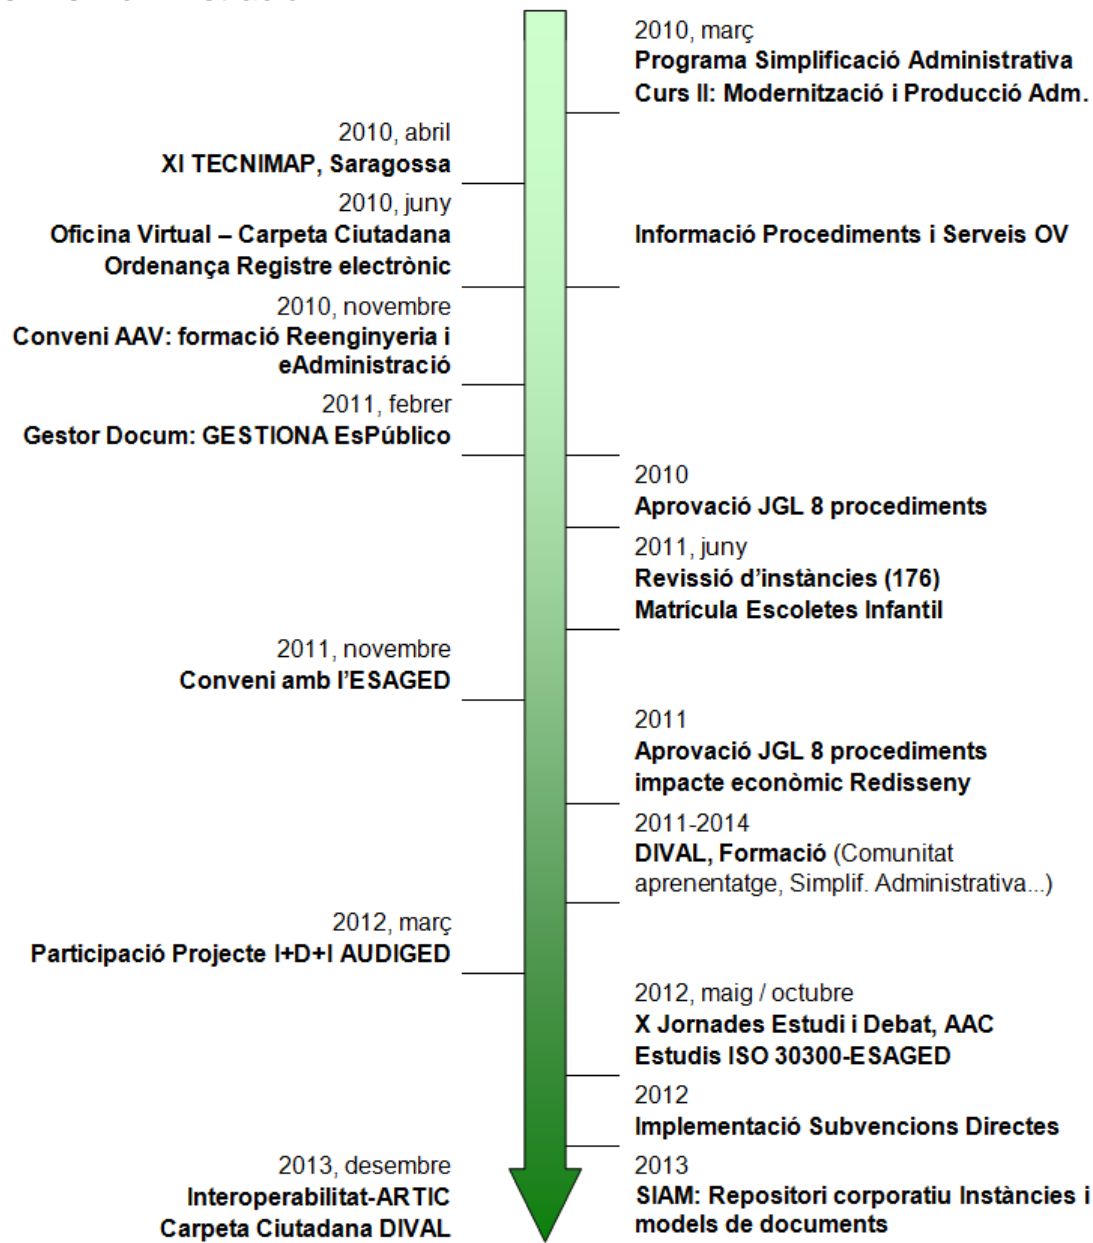 2010, març
Programa Simplificació Administrativa
Curs II: Modernització i Producció Adm.
2010, abril
XI TECNIMAP, Saragossa
2010, juny
Oficina Virtual – Carpeta Ciutadana
Ordenança Registre electrònic
Informació Procediments i Serveis OV
2010, novembre
Conveni AAV: formació Reenginyeria i
eAdministració
2011, febrer
Gestor Docum: GESTIONA EsPúblico
2010
Aprovació JGL 8 procediments
2011, juny
Revissió d’instàncies (176)
Matrícula Escoletes Infantil
2011, novembre
Conveni amb l’ESAGED
2011
Aprovació JGL 8 procediments
impacte econòmic Redisseny
2011-2014
DIVAL, Formació (Comunitat
aprenentatge, Simplif. Administrativa...)
2012, març
Participació Projecte I+D+I AUDIGED
2012, maig / octubre
X Jornades Estudi i Debat, AAC
Estudis ISO 30300-ESAGED
2012
Implementació Subvencions Directes
2013, desembre
Interoperabilitat-ARTIC
Carpeta Ciutadana DIVAL
2013
SIAM: Repositori corporatiu Instàncies i
models de documents